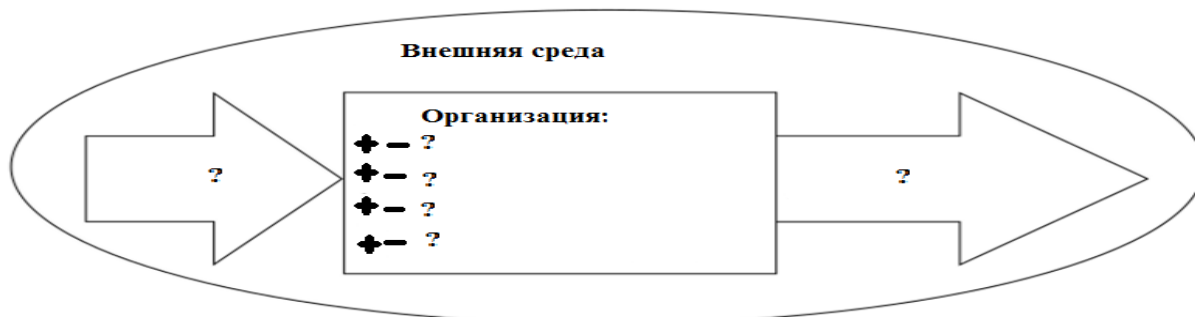 Внешняя среда
Организация:
+ – ?
+ – ?
+ – ?
+ – ?
?
?